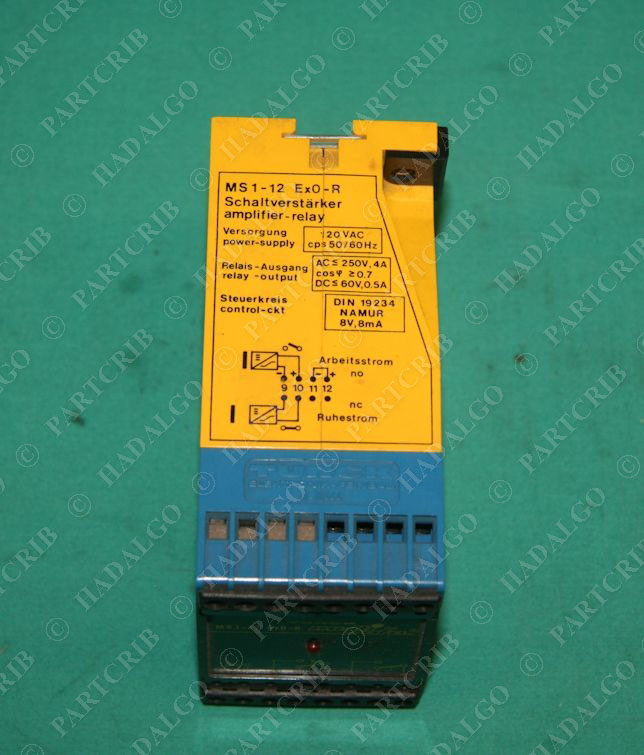 MS1-12 Ex0-R
Schaltverstärker
amplifier-relay
Versorgung
power-supply
120 VAC
cps 50/60Hz
Relais-Ausgang
relay-output
AC ≤ 250V,4A
cos φ ≥ 0.7
DC ≤ 60V,0.5A
Steuerkreis
control-ckt
DIN 19234
NAMUR
8V,8mA
Arbeitsstrom
no
- + - +
9 10 11 12
nc
Ruhestrom
TURCK
© PARTCRIB
© HADALGO